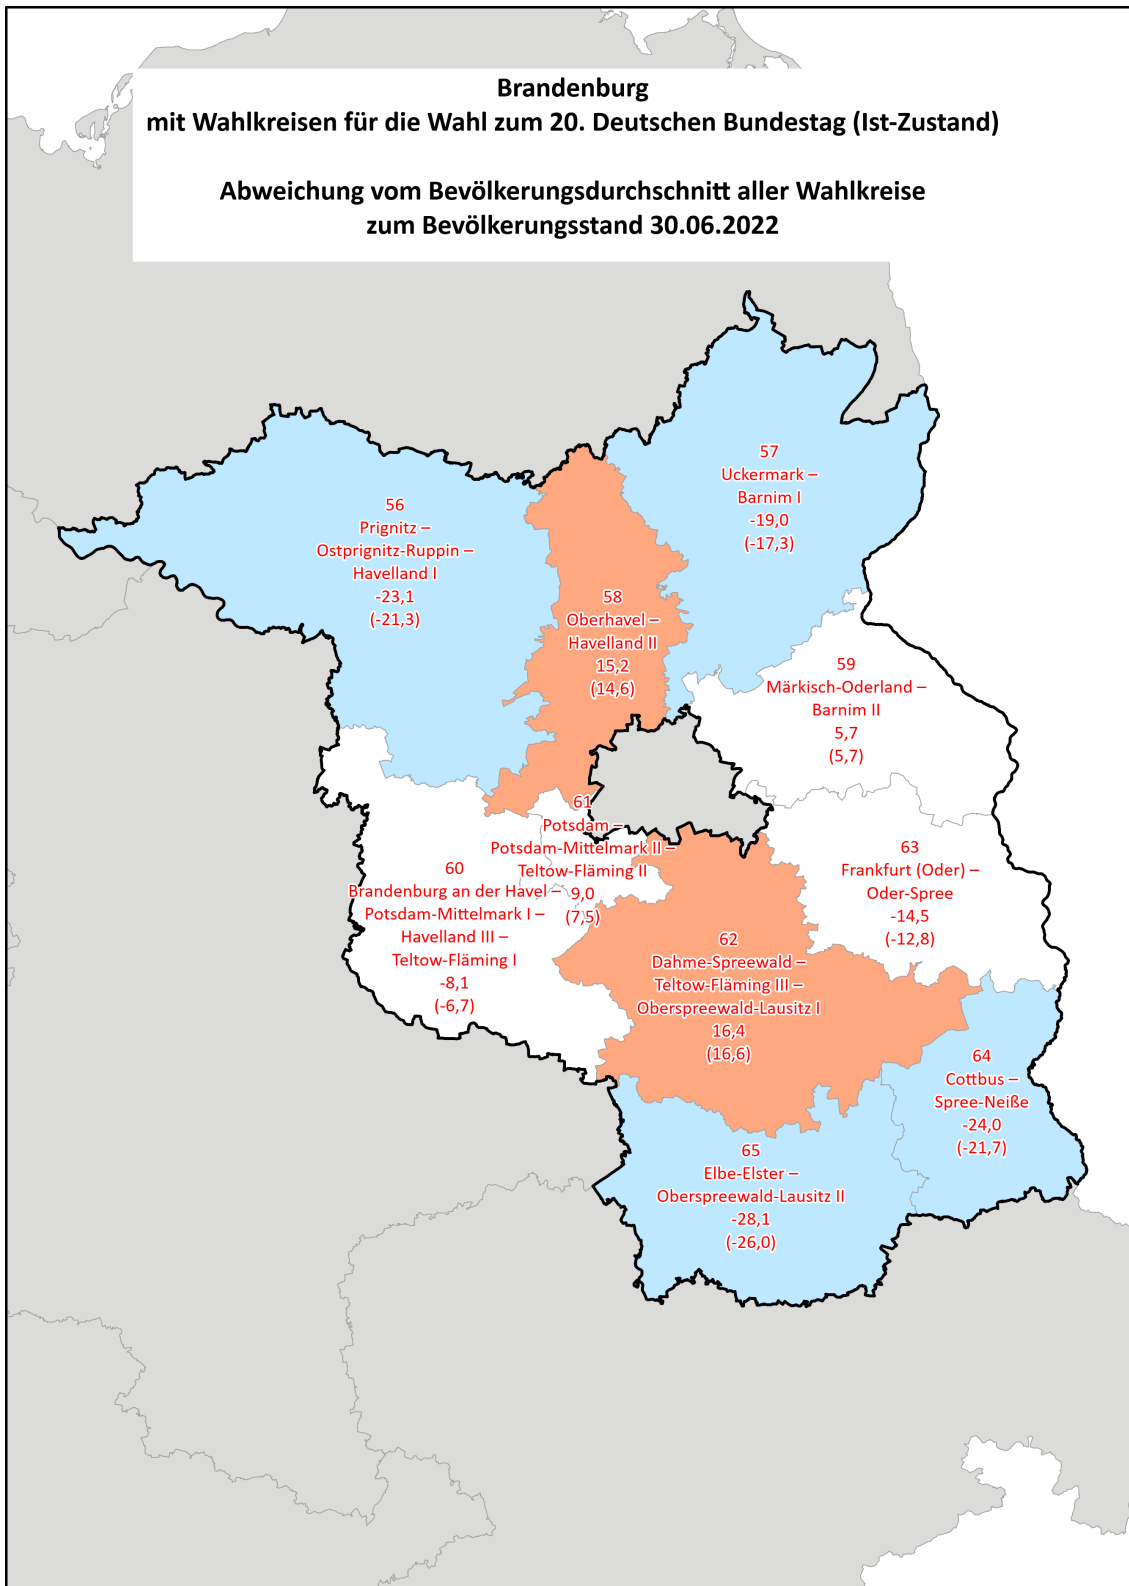 Brandenburg
mit Wahlkreisen für die Wahl zum 20. Deutschen Bundestag (Ist-Zustand)
Abweichung vom Bevölkerungsdurchschnitt aller Wahlkreise
zum Bevölkerungsstand 30.06.2022
57
Uckermark –
Barnim I
-19,0
(-17,3)
56
Prignitz –
Ostprignitz-Ruppin –
Havelland I
-23,1
(-21,3)
58
Oberhavel –
Havelland II
15,2
(14,6)
59
Märkisch-Oderland –
Barnim II
5,7
(5,7)
61
Potsdam –
Potsdam-Mittelmark II –
Teltow-Fläming II
9,0
(7,5)
63
Frankfurt (Oder) –
Oder-Spree
-14,5
(-12,8)
60
Brandenburg an der Havel –
Potsdam-Mittelmark I –
Havelland III –
Teltow-Fläming I
-8,1
(-6,7)
62
Dahme-Spreewald –
Teltow-Fläming III –
Oberspreewald-Lausitz I
16,4
(16,6)
64
Cottbus –
Spree-Neiße
-24,0
(-21,7)
65
Elbe-Elster –
Oberspreewald-Lausitz II
-28,1
(-26,0)